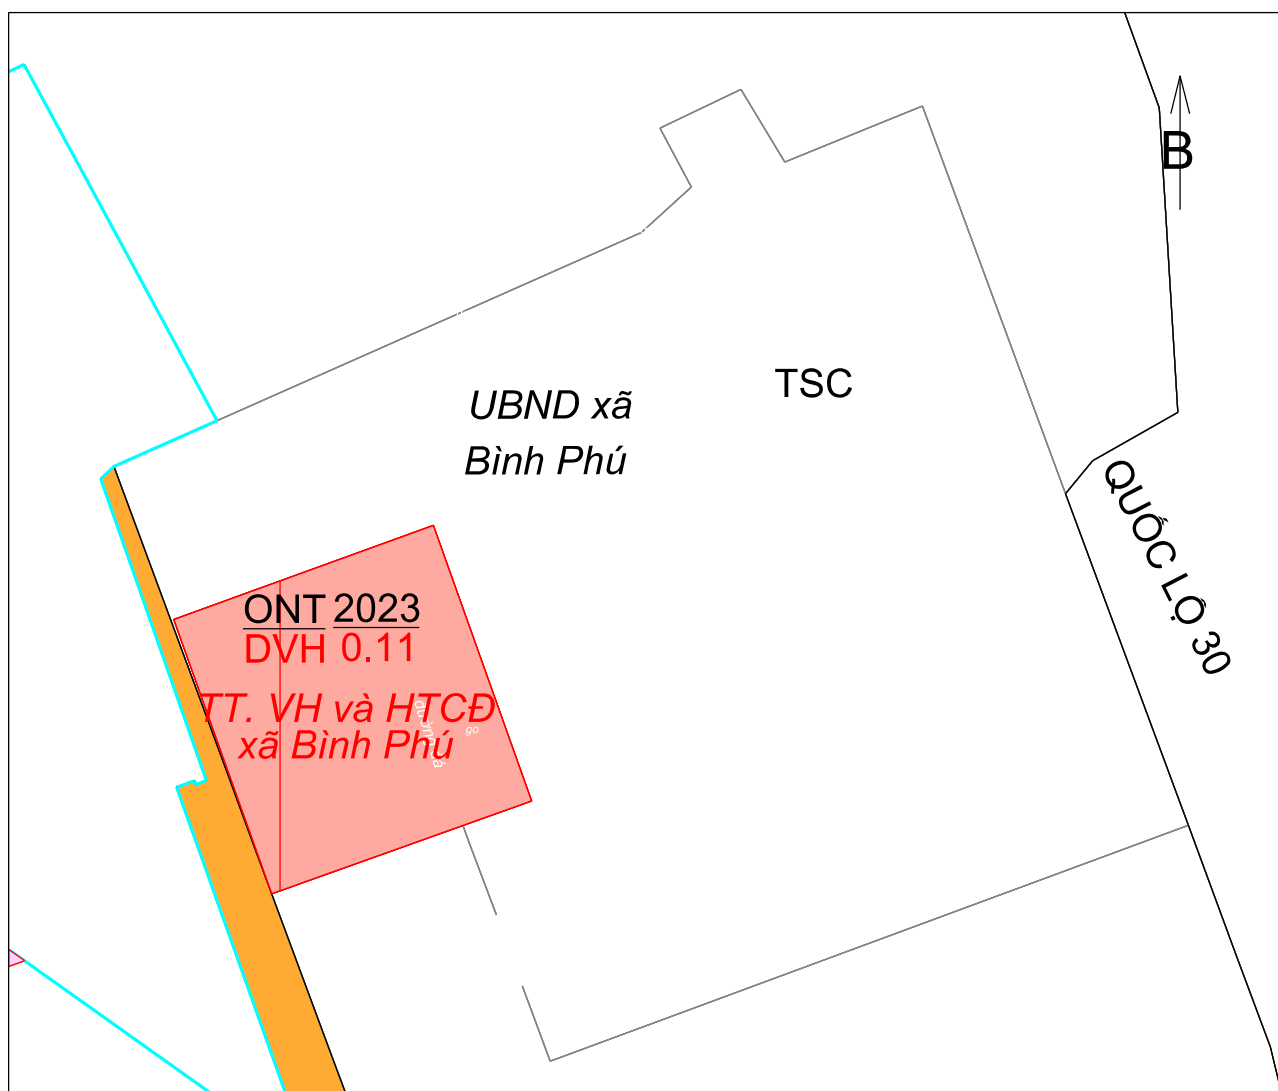 B
TSC
UBND xã
Bình Phú
QUỐC LỘ 30
ONT 2023
DVH 0.11
TT. VH và HTCĐ
xã Bình Phú
go